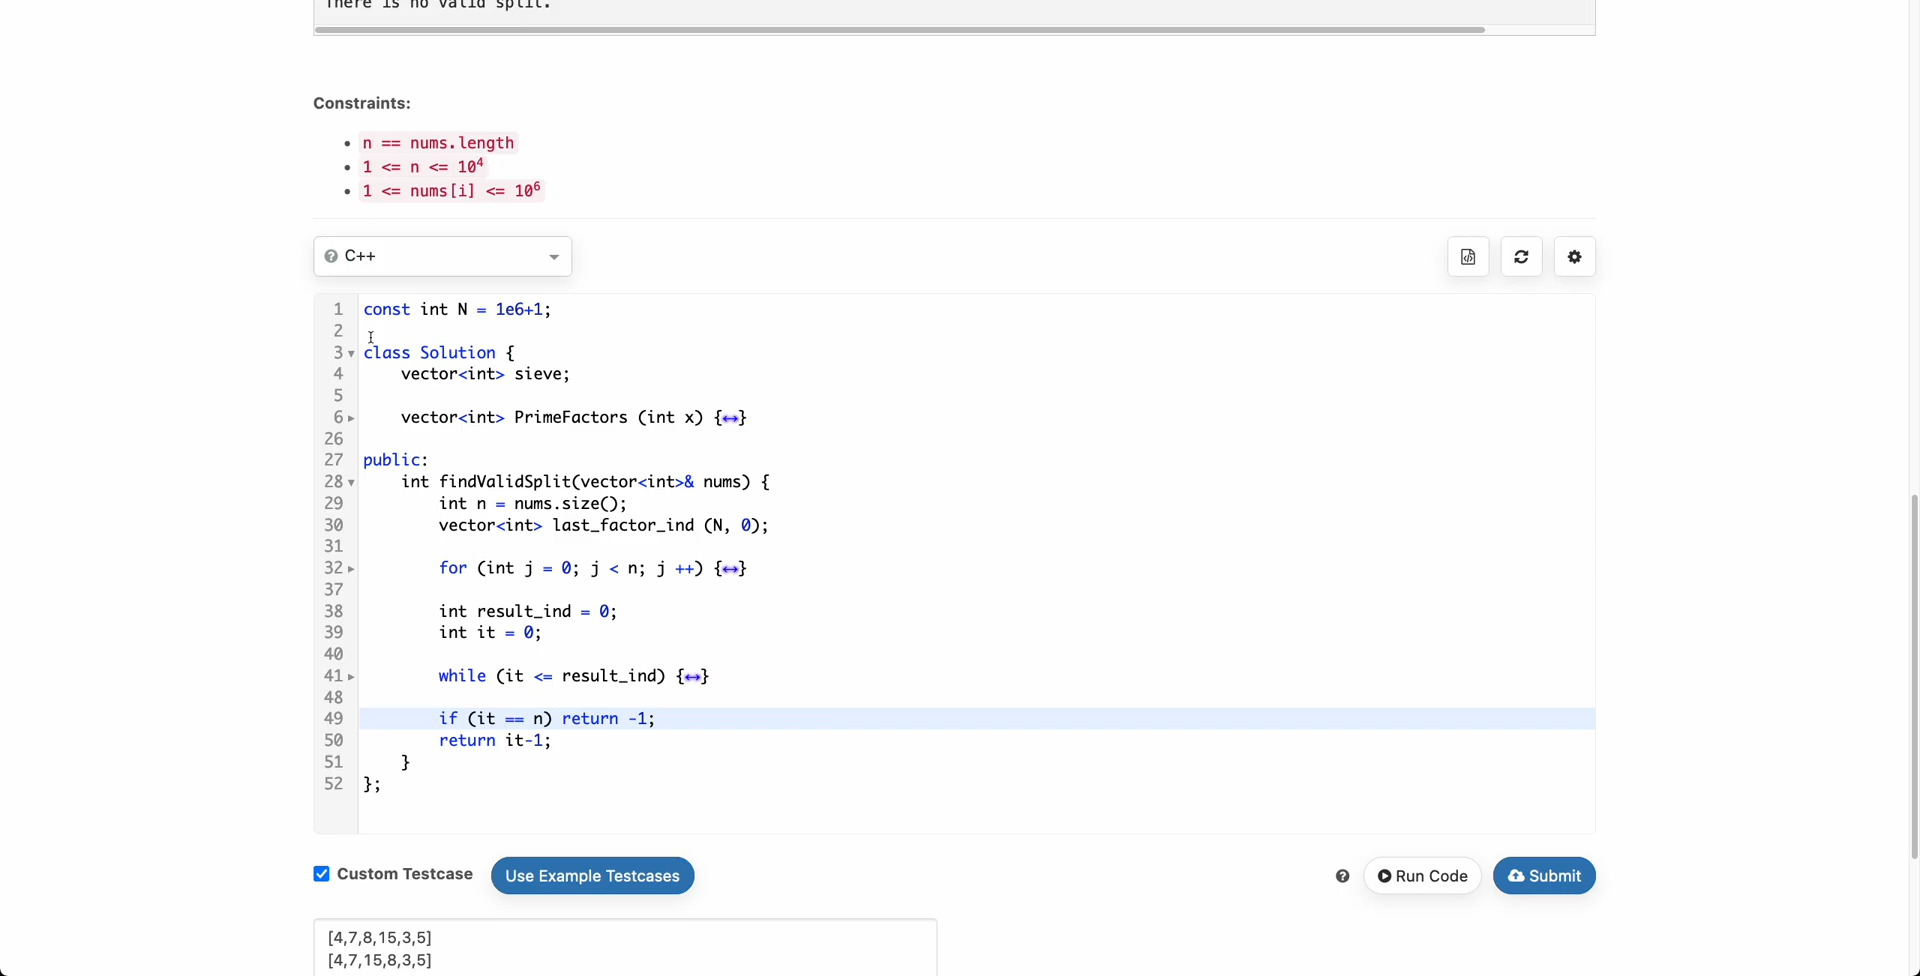 There is no valid split.
Constraints:
n == nums.length
1 <= n <= 10⁴
1 <= nums[i] <= 10⁶
C++
1 const int N = 1e6+1;
2
3 class Solution {
4     vector<int> sieve;
5
6     vector<int> PrimeFactors (int x) {↔}
26
27 public:
28     int findValidSplit(vector<int>& nums) {
29         int n = nums.size();
30         vector<int> last_factor_ind (N, 0);
31
32         for (int j = 0; j < n; j ++) {↔}
37
38         int result_ind = 0;
39         int it = 0;
40
41         while (it <= result_ind) {↔}
48
49         if (it == n) return -1;
50         return it-1;
51     }
52 };
Custom Testcase Use Example Testcases Run Code Submit
[4,7,8,15,3,5]
[4,7,15,8,3,5]